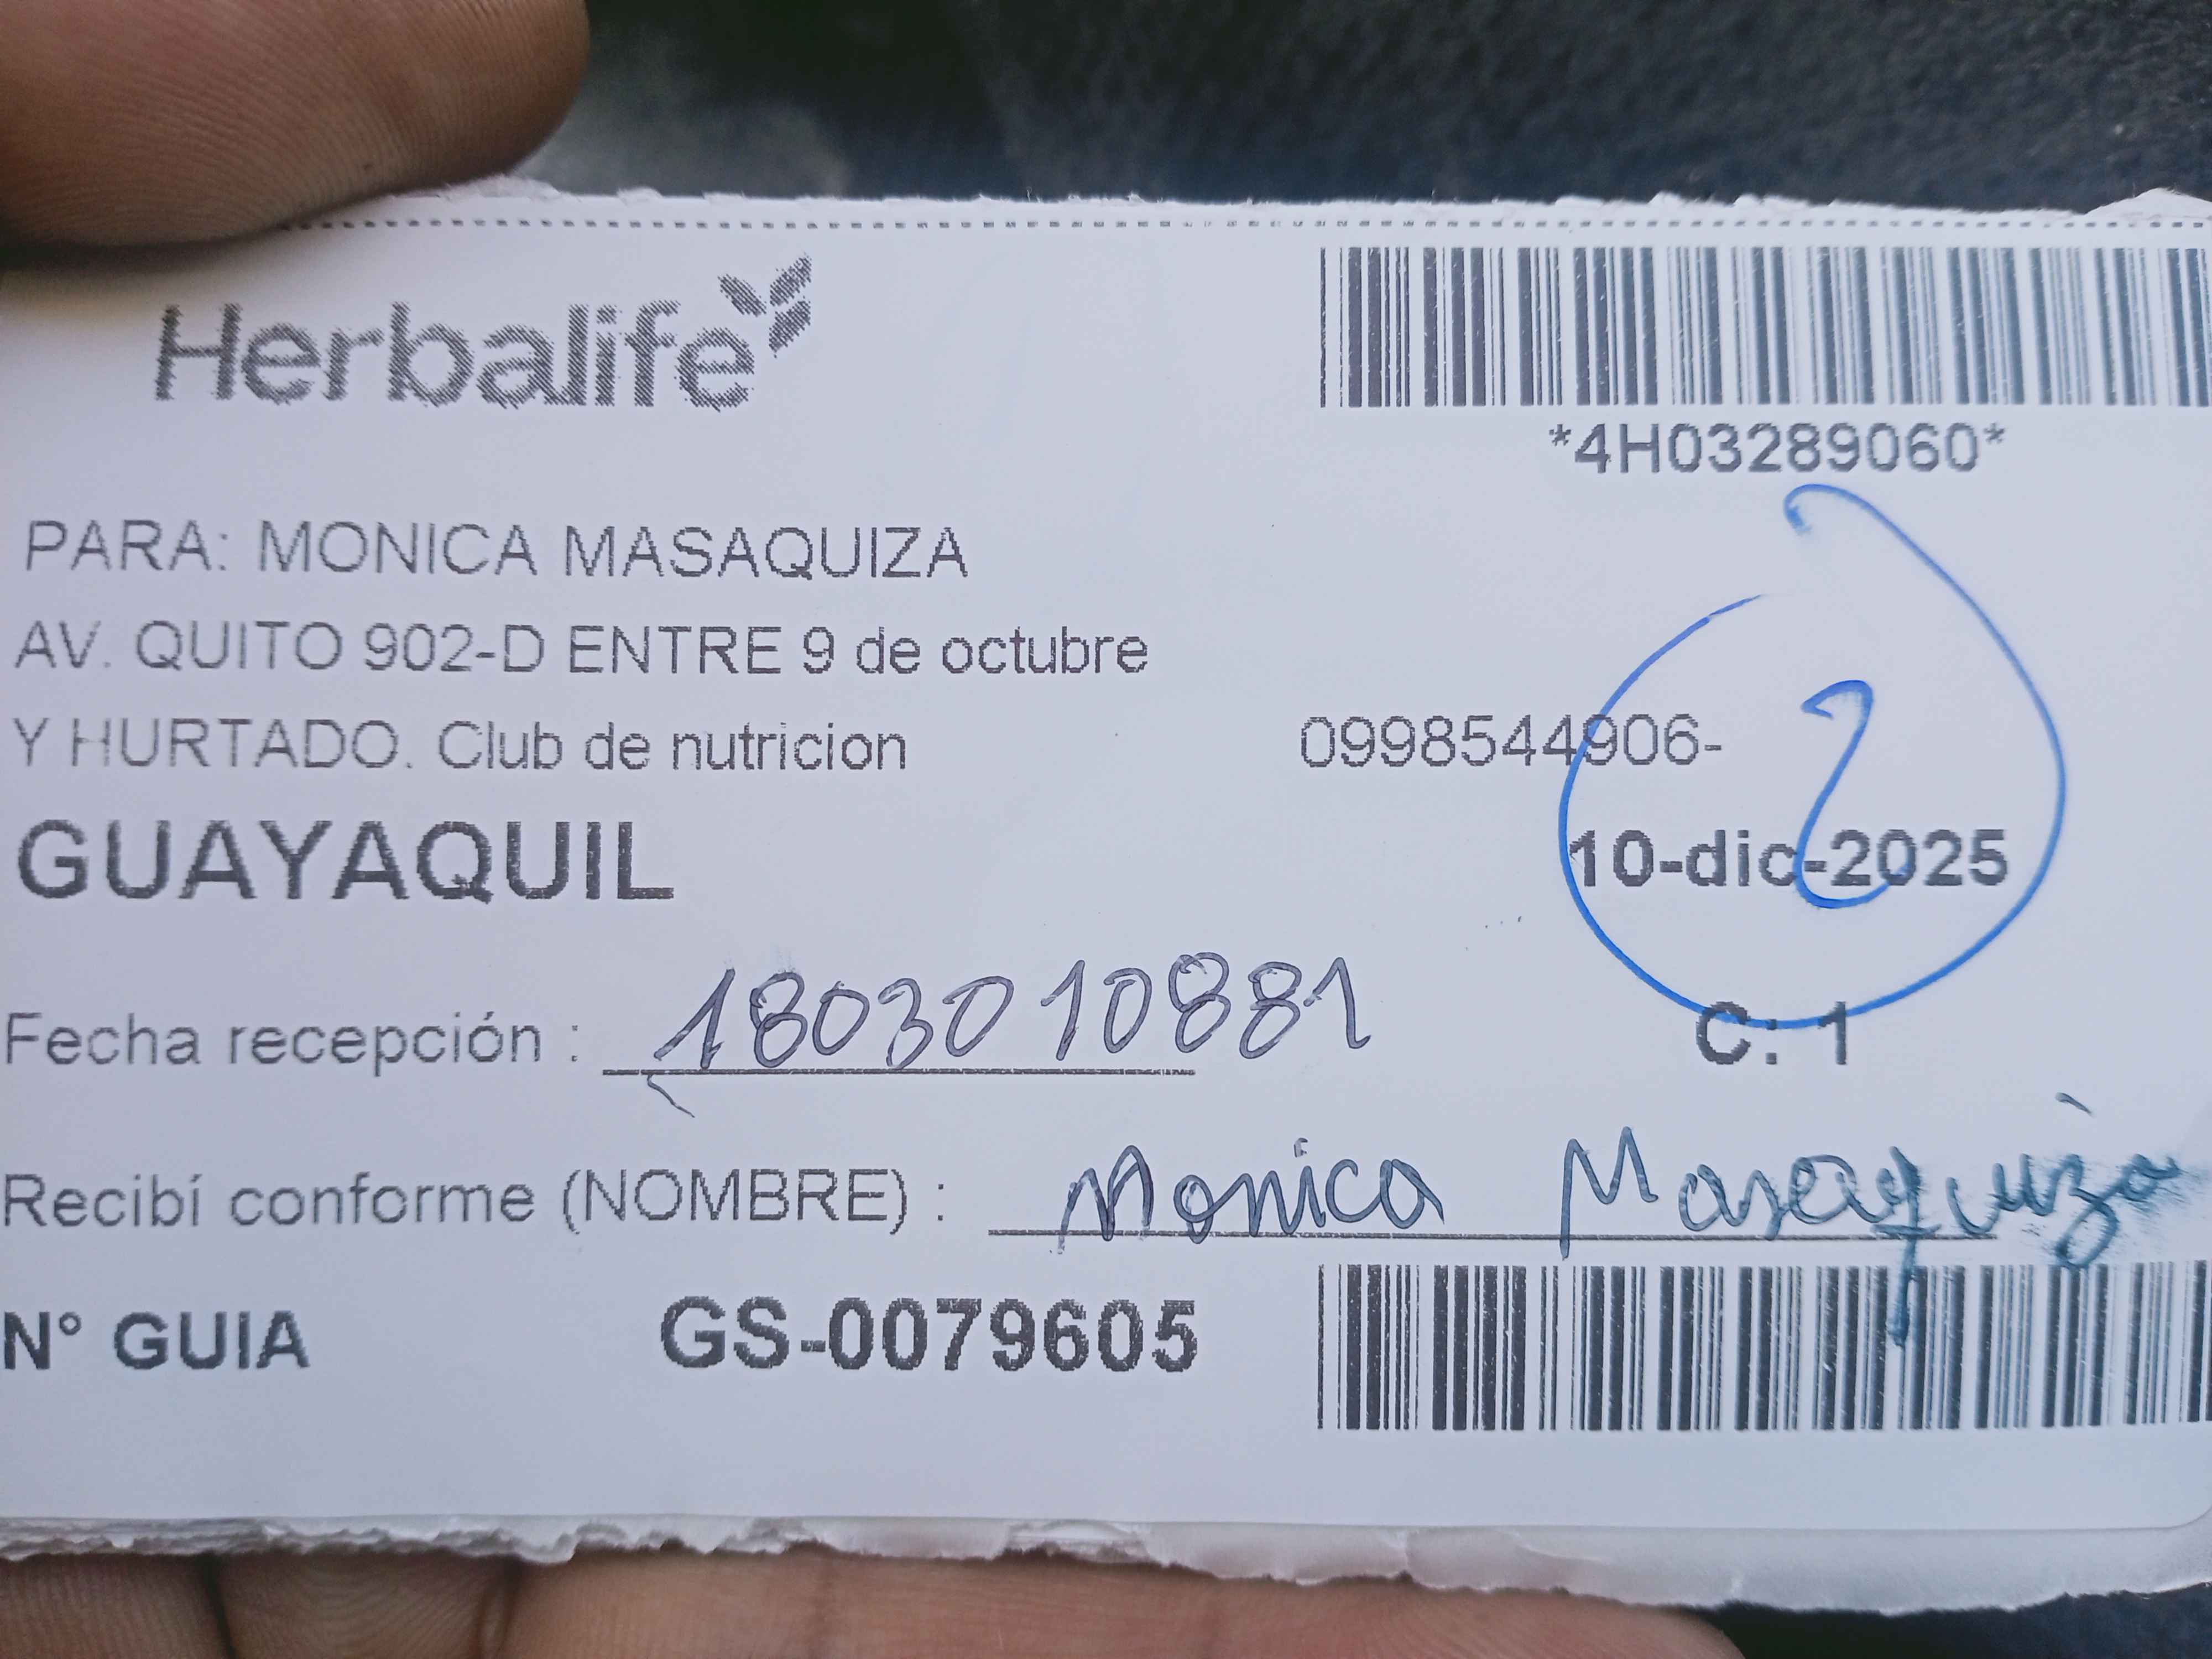 Herbalife
*4H03289060*
PARA: MONICA MASAQUIZA
AV. QUITO 902-D ENTRE 9 de octubre
Y HURTADO. Club de nutricion 0998544906-
2
GUAYAQUIL 10-dic-2025
Fecha recepción : 1803010881 C: 1
Recibí conforme (NOMBRE) : Monica Masaquiza
N° GUIA GS-0079605